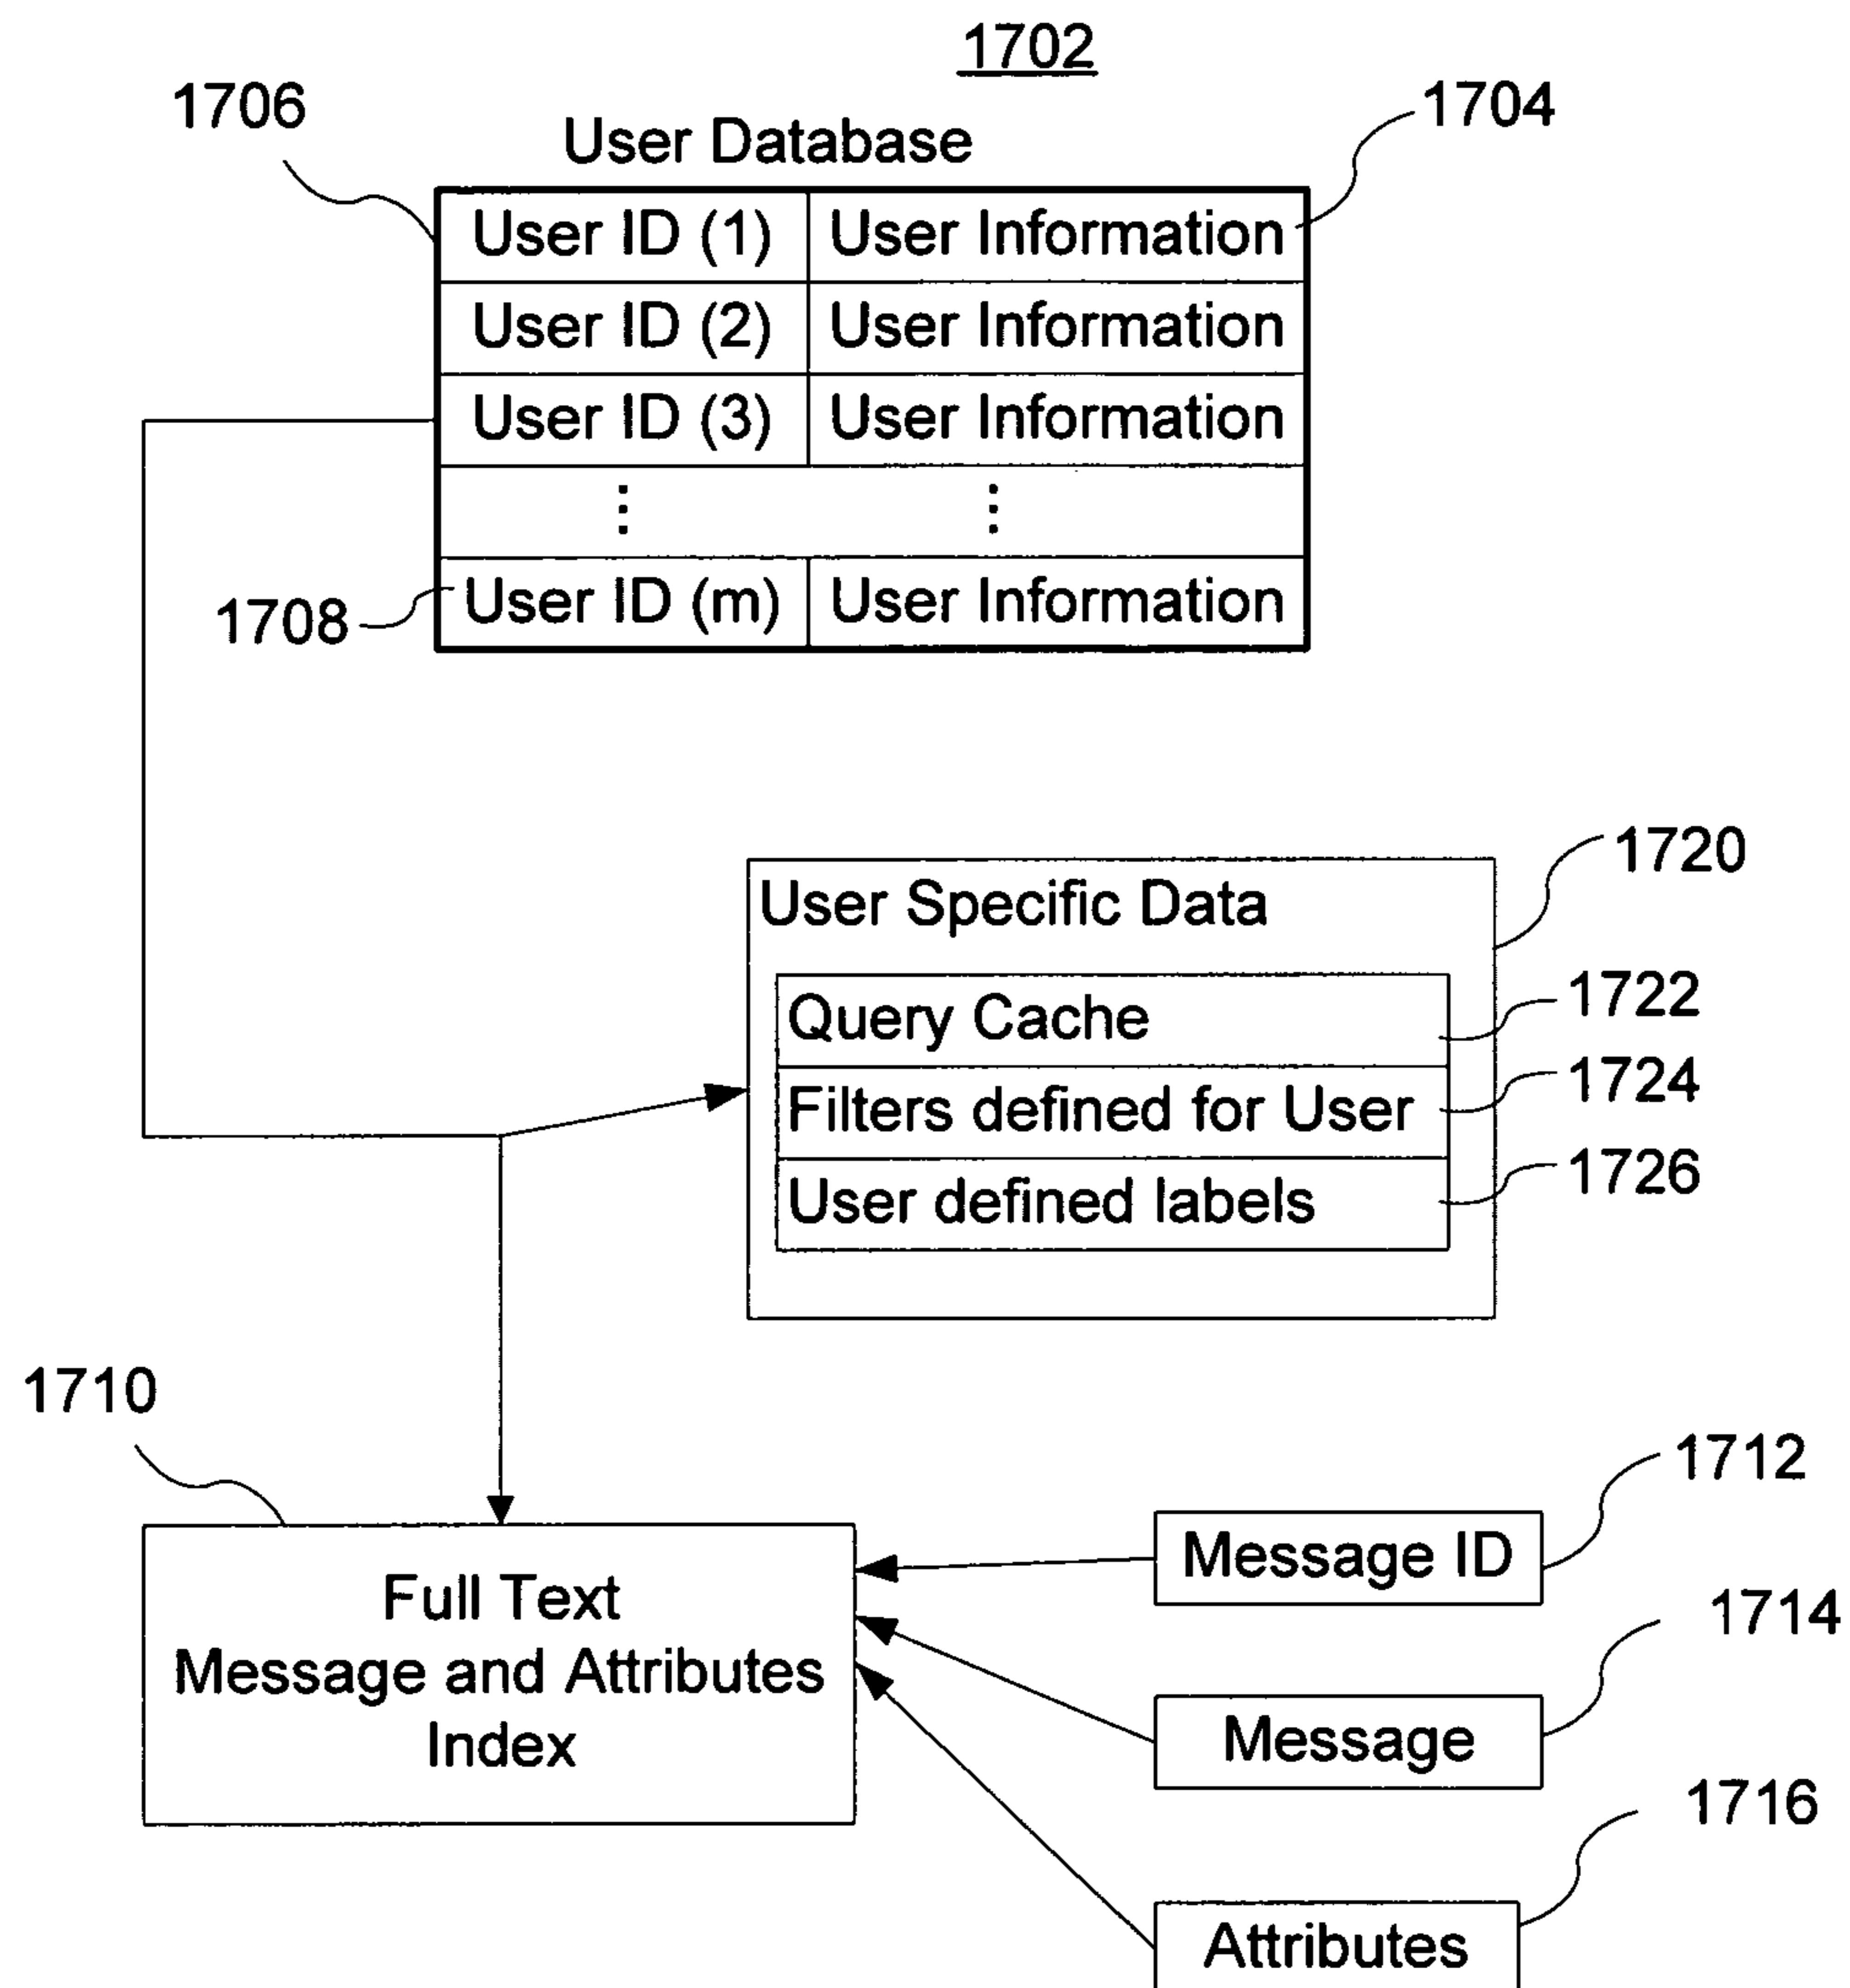 1702
1706
1704
User Database
User ID (1) User Information
User ID (2) User Information
User ID (3) User Information
⋮ ⋮
1708
User ID (m) User Information
1720
User Specific Data
Query Cache
1722
Filters defined for User
1724
User defined labels
1726
1710
Full Text
Message and Attributes
Index
1712
Message ID
1714
Message
1716
Attributes